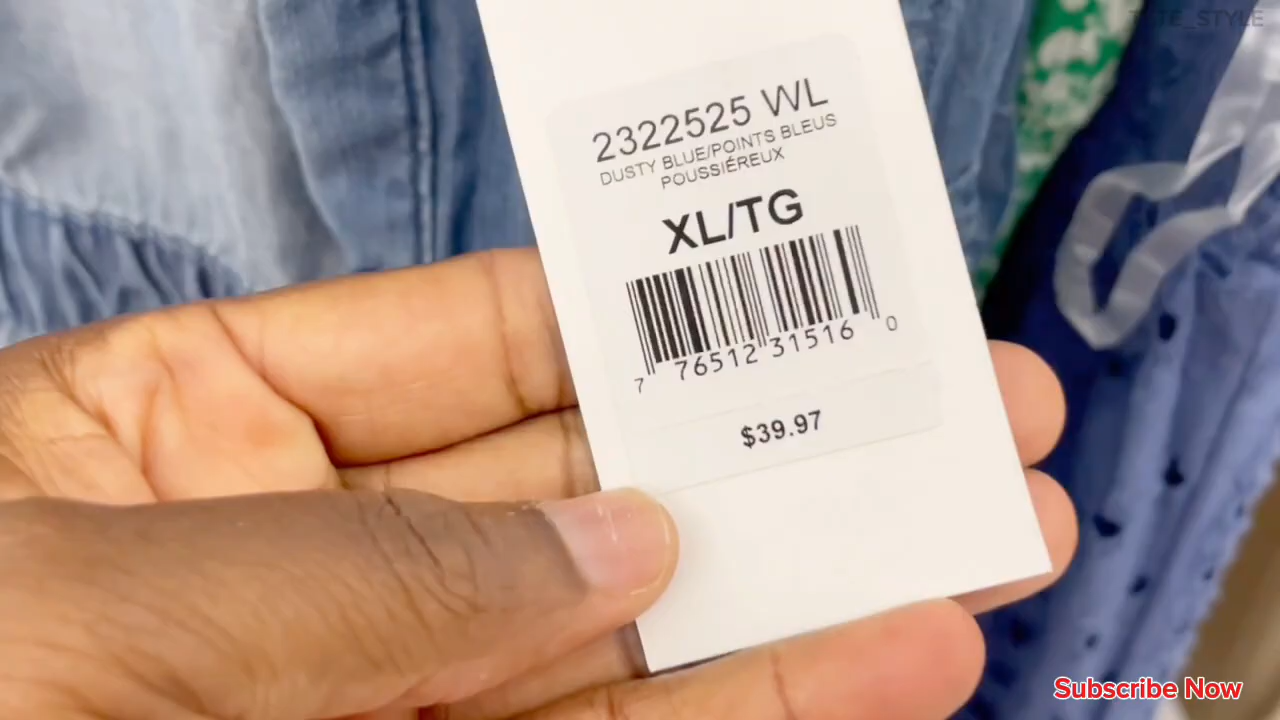 2322525 WL
DUSTY BLUE/POINTS BLEUS
POUSSIÉREUX
XL/TG
7 76512 31516 0
$39.97
Subscribe Now